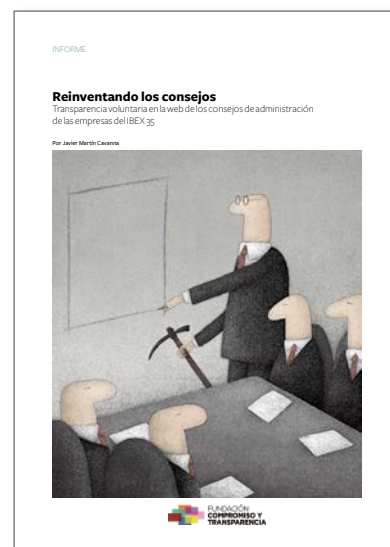 INFORME
Reinventando los consejos
Transparencia voluntaria en la web de los consejos de administración
de las empresas del IBEX 35
Por Javier Martín Cavanna
FUNDACIÓN
COMPROMISO Y
TRANSPARENCIA